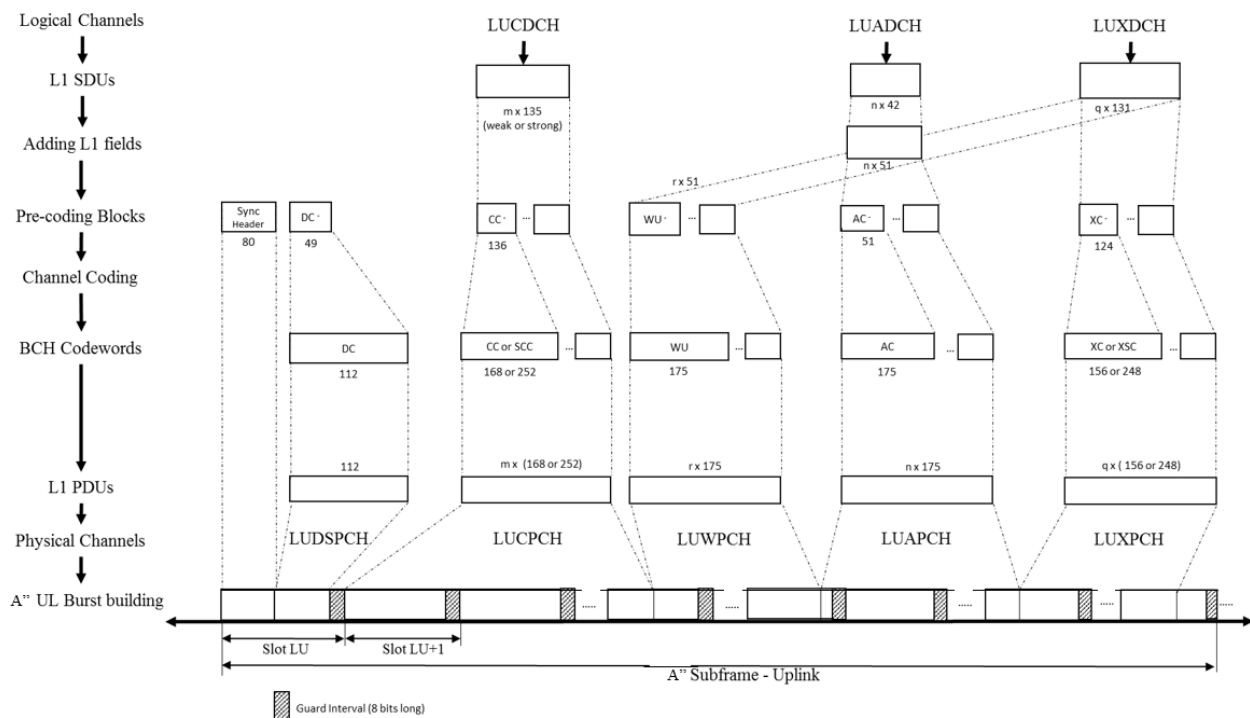 Logical Channels
LUCDCH
LUADCH
LUXDCH
L1 SDUs
m x 135
(weak or strong)
n x 42
q x 131
Adding L1 fields
n x 51
r x 51
Pre-coding Blocks
Sync
Header
DC -
CC -
...
WU -
...
AC -
...
XC -
...
80
49
136
51
124
Channel Coding
BCH Codewords
DC
CC or SCC
...
WU
...
AC
...
XC or XSC
...
112
168 or 252
175
175
156 or 248
112
m x (168 or 252)
r x 175
n x 175
q x ( 156 or 248)
L1 PDUs
Physical Channels
LUDSPCH
LUCPCH
LUWPCH
LUAPCH
LUXPCH
A” UL Burst building
.....
.....
.....
.....
.....
Slot LU
Slot LU+1
A” Subframe - Uplink
Guard Interval (8 bits long)